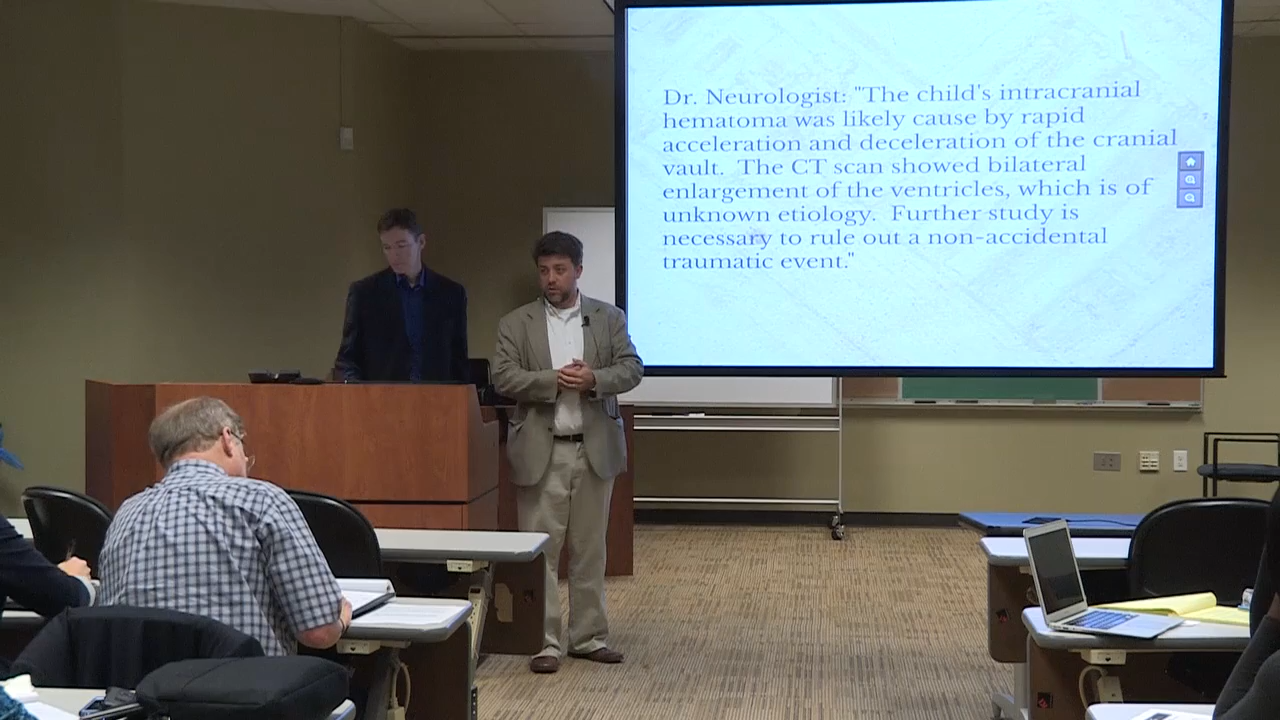 Dr. Neurologist: "The child's intracranial
hematoma was likely cause by rapid
acceleration and deceleration of the cranial
vault.  The CT scan showed bilateral
enlargement of the ventricles, which is of
unknown etiology.  Further study is
necessary to rule out a non-accidental
traumatic event."